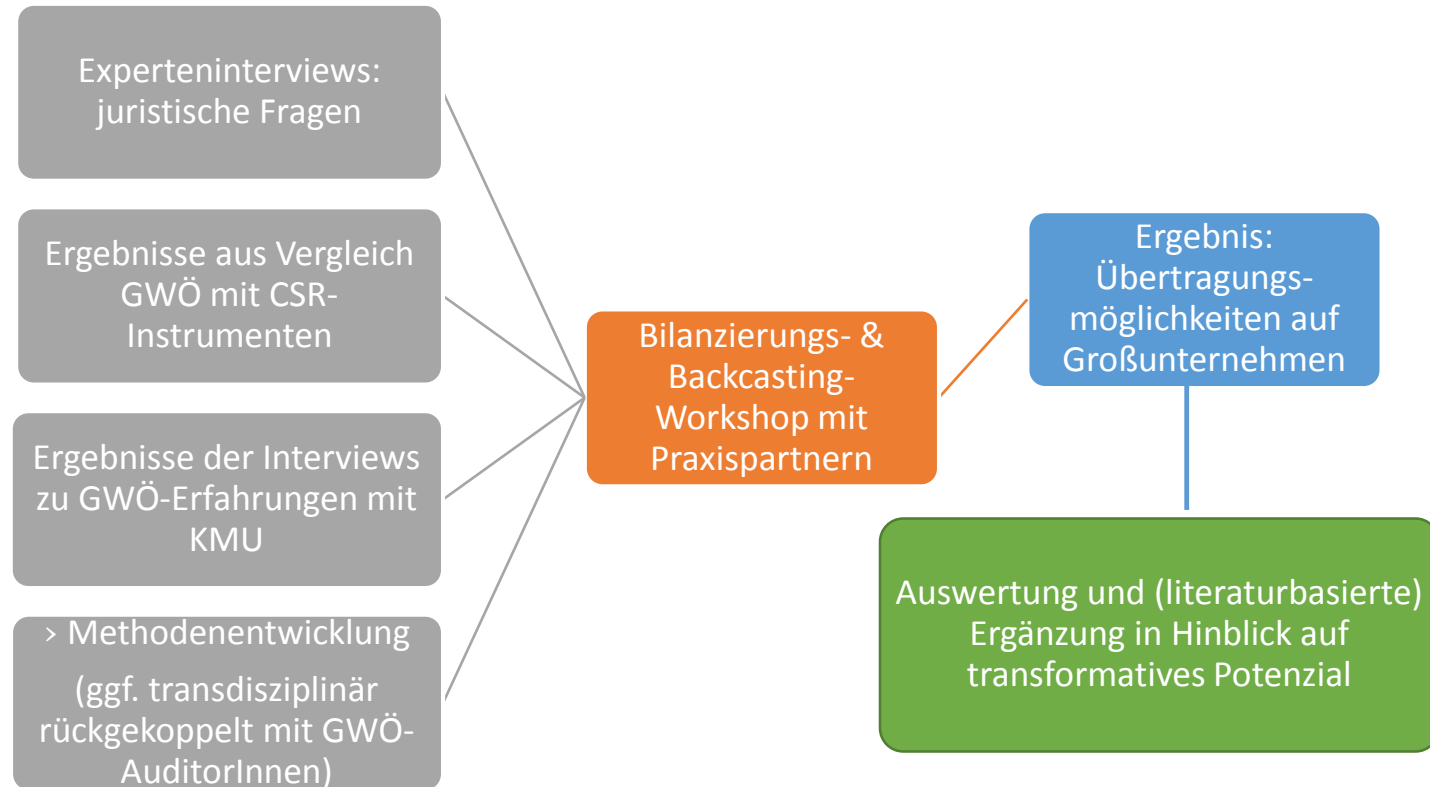 Experteninterviews:
juristische Fragen
Ergebnisse aus Vergleich
GWÖ mit CSR-
Instrumenten
Ergebnisse der Interviews
zu GWÖ-Erfahrungen mit
KMU
> Methodenentwicklung
(ggf. transdisziplinär
rückgekoppelt mit GWÖ-
AuditorInnen)
Bilanzierungs- &
Backcasting-
Workshop mit
Praxispartnern
Ergebnis:
Übertragungs-
möglichkeiten auf
Großunternehmen
Auswertung und (literaturbasierte)
Ergänzung in Hinblick auf
transformatives Potenzial